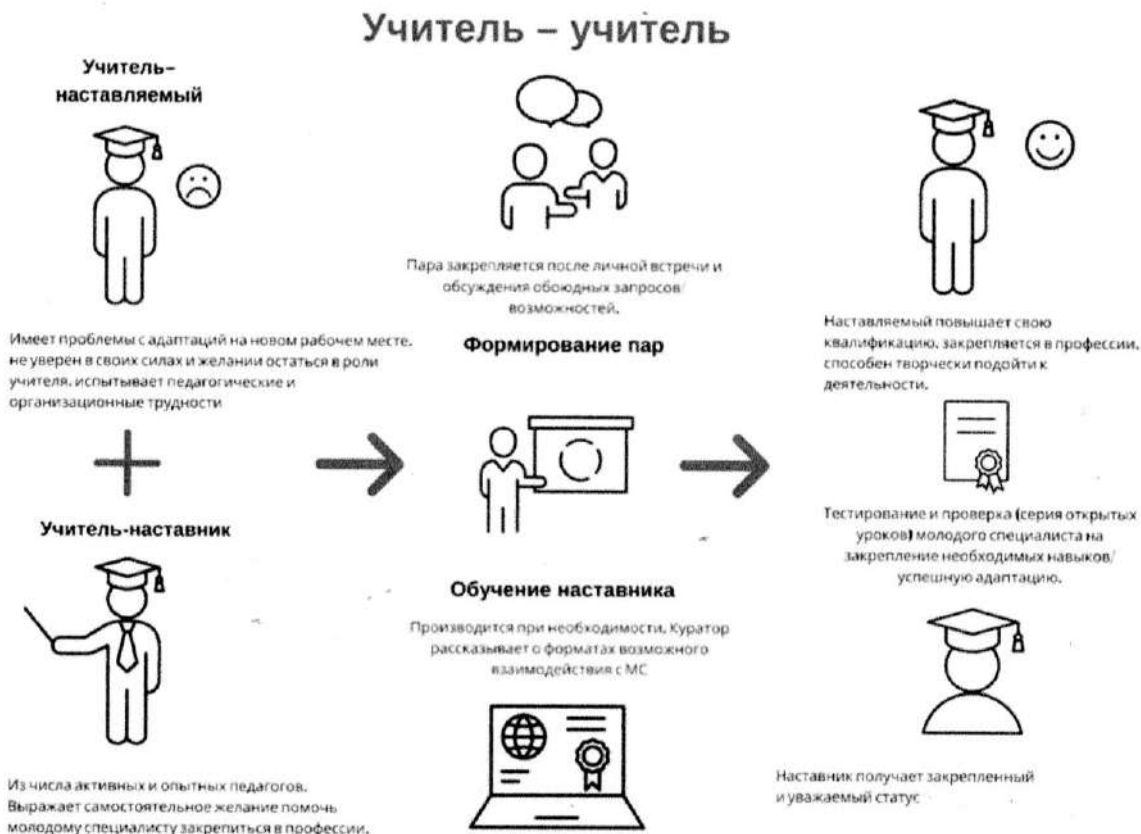 Учитель – учитель
Учитель–
наставляемый
Имеет проблемы с адаптаций на новом рабочем месте.
не уверен в своих силах и желании остаться в роли
учителя. испытывает педагогические и
организационные трудности
Учитель-наставник
Из числа активных и опытных педагогов.
Выражает самостоятельное желание помочь
молодому специалисту закрепиться в профессии.
Пара закрепляется после личной встречи и
обсуждения обоюдных запросов/
возможностей.
Формирование пар
Обучение наставника
Производится при необходимости. Куратор
рассказывает о форматах возможного
взаимодействия с МС
Наставляемый повышает свою
квалификацию. закрепляется в профессии.
способен творчески подойти к
деятельности.
Тестирование и проверка (серия открытых
уроков) молодого специалиста на
закрепление необходимых навыков/
успешную адаптацию.
Наставник получает закрепленный
и уважаемый статус